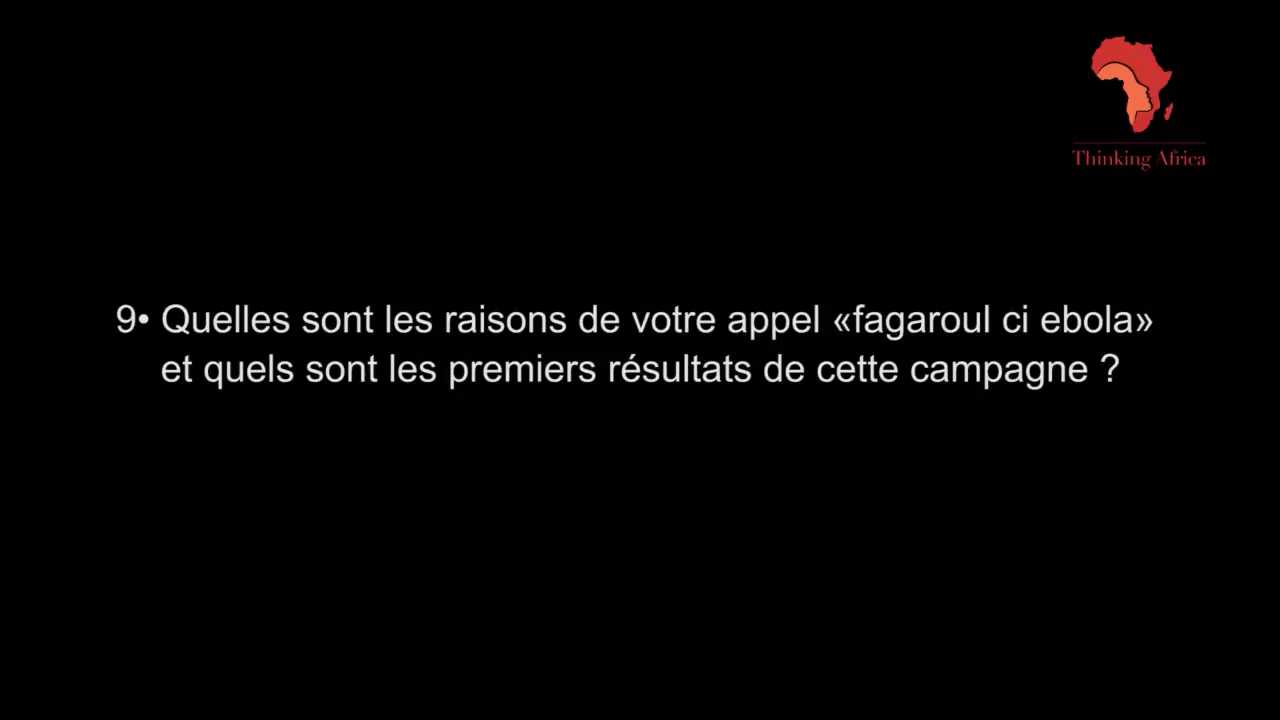 Thinking Africa
9• Quelles sont les raisons de votre appel «fagaroul ci ebola»
et quels sont les premiers résultats de cette campagne ?